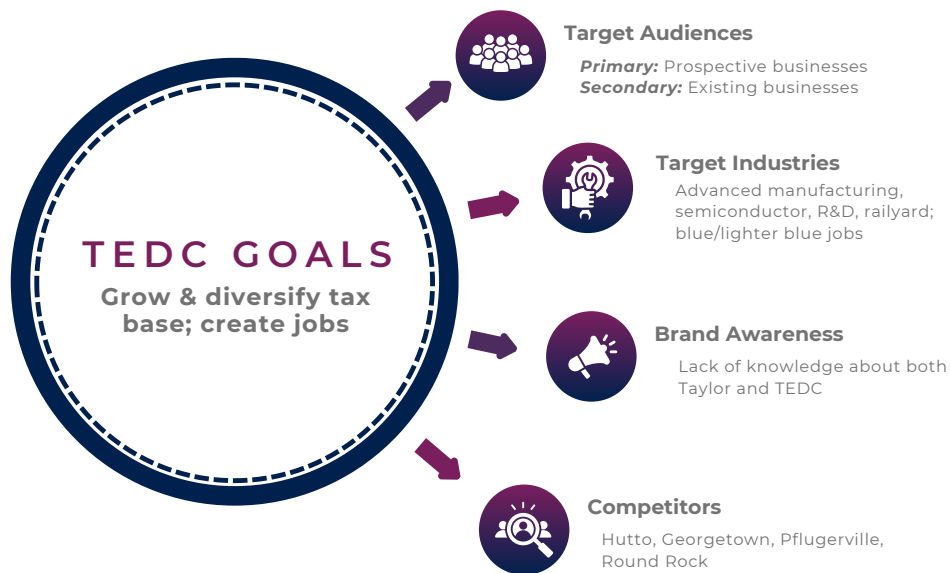 TEDC GOALS
Grow & diversify tax
base; create jobs
Target Audiences
Primary: Prospective businesses
Secondary: Existing businesses
Target Industries
Advanced manufacturing,
semiconductor, R&D, railyard;
blue/lighter blue jobs
Brand Awareness
Lack of knowledge about both
Taylor and TEDC
Competitors
Hutto, Georgetown, Pflugerville,
Round Rock